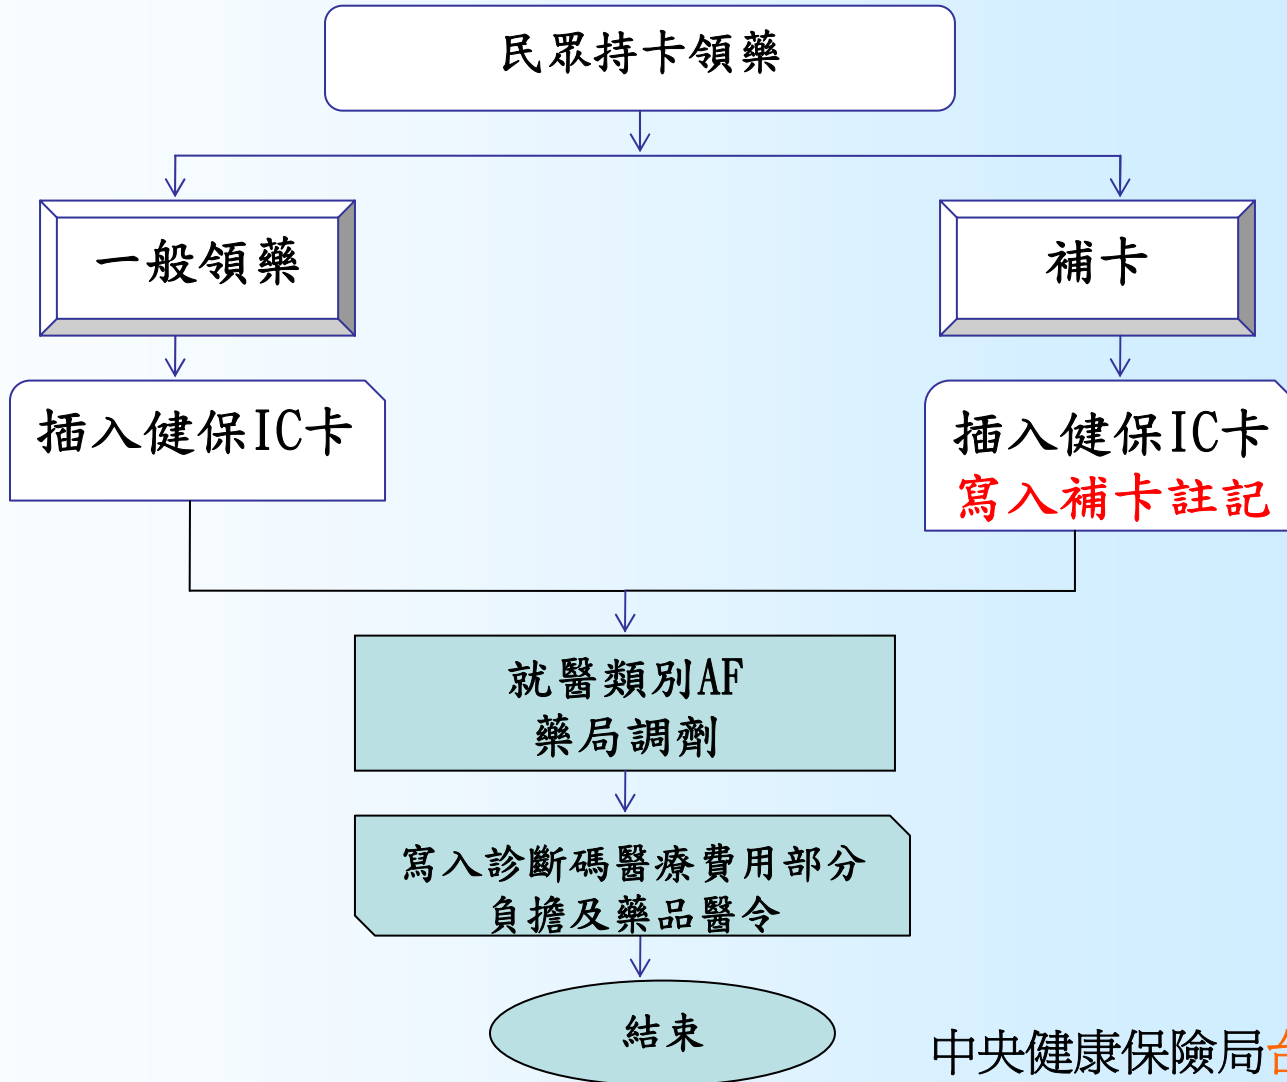 民眾持卡領藥
一般領藥
補卡
插入健保IC卡
插入健保IC卡
寫入補卡註記
就醫類別AF
藥局調劑
寫入診斷碼醫療費用部分
負擔及藥品醫令
結束
中央健康保險局